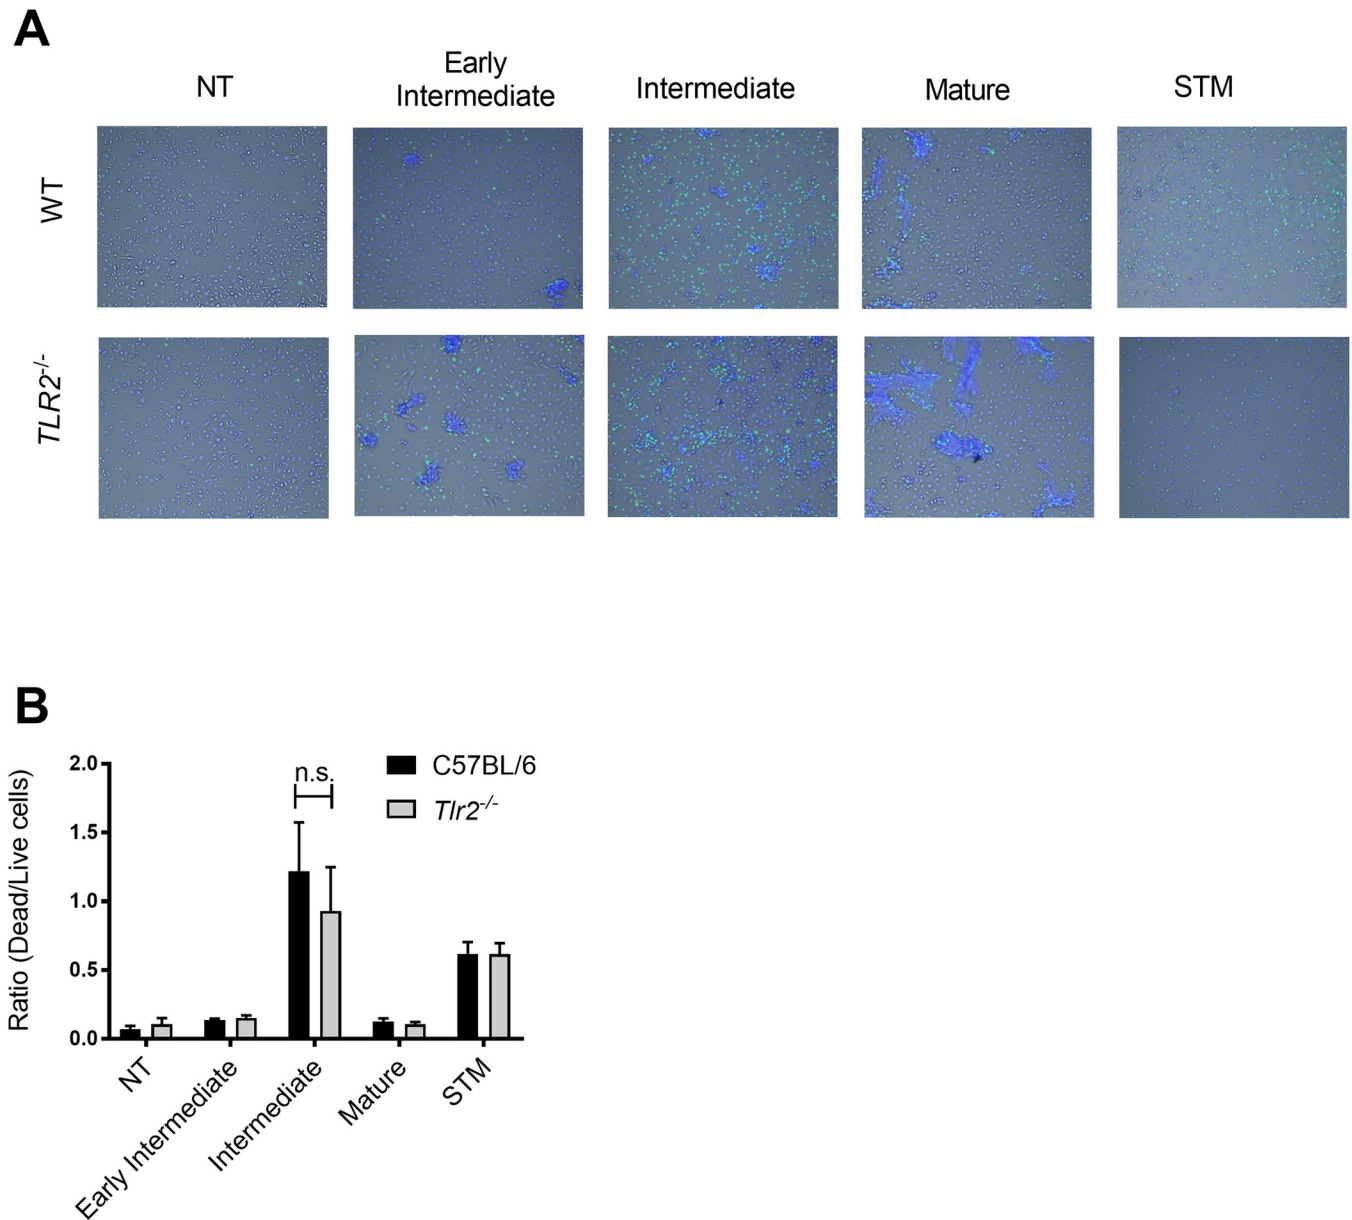 A
NT
Early
Intermediate
Intermediate
Mature
STM
WT
TLR2-/-
B
Ratio (Dead/Live cells)
2.0
1.5
1.0
0.5
0.0
n.s.
C57BL/6
Tlr2-/-
NT
Early Intermediate
Intermediate
Mature
STM